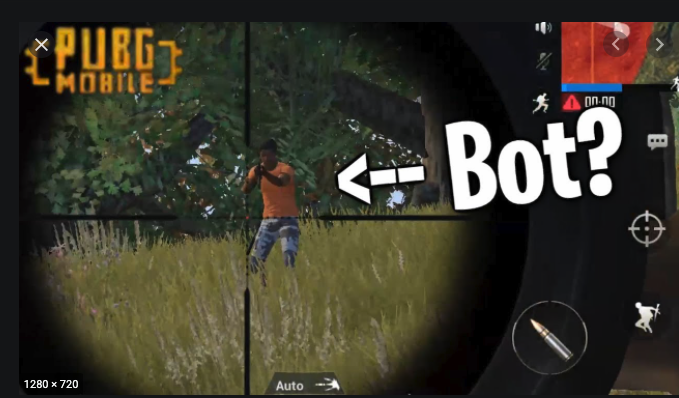 PUBG
MOBILE
00:00
<-- Bot?
1280 × 720
Auto